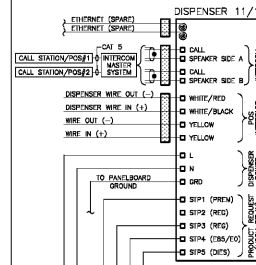 DISPENSER 11/
ETHERNET (SPARE)
ETHERNET (SPARE)
CAT 5
CALL STATION/POS#1
CALL STATION/POS#2
INTERCOM
MASTER
SYSTEM
CALL
SPEAKER SIDE A
CALL
SPEAKER SIDE B
DISPENSER WIRE OUT (-)
DISPENSER WIRE IN (+)
WIRE OUT (-)
WIRE IN (+)
WHITE/RED
WHITE/BLACK
YELLOW
YELLOW
POS
L
N
GRD
TO PANELBOARD
GROUND
DISPENSER
STP1 (PREM)
STP2 (REG)
STP3 (REG)
STP4 (E85/E0)
STP5 (DIES)
PRODUCT REQUEST